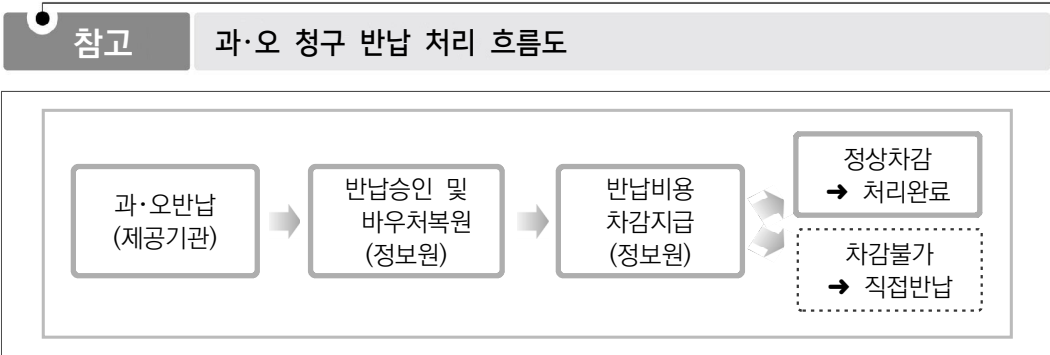 참고
과·오 청구 반납 처리 흐름도
과·오반납
(제공기관)
반납승인 및
바우처복원
(정보원)
반납비용
차감지급
(정보원)
정상차감
➜ 처리완료
차감불가
➜ 직접반납